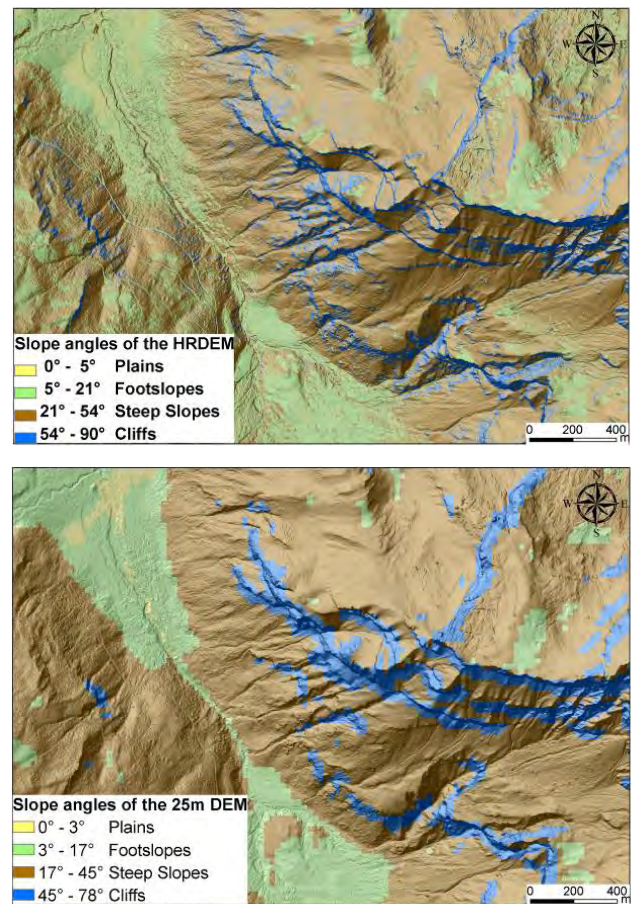 N
W E
S
Slope angles of the HRDEM
0° - 5° Plains
5° - 21° Footslopes
21° - 54° Steep Slopes
54° - 90° Cliffs
0 200 400
m
N
W E
S
Slope angles of the 25m DEM
0° - 3° Plains
3° - 17° Footslopes
17° - 45° Steep Slopes
45° - 78° Cliffs
0 200 400
m